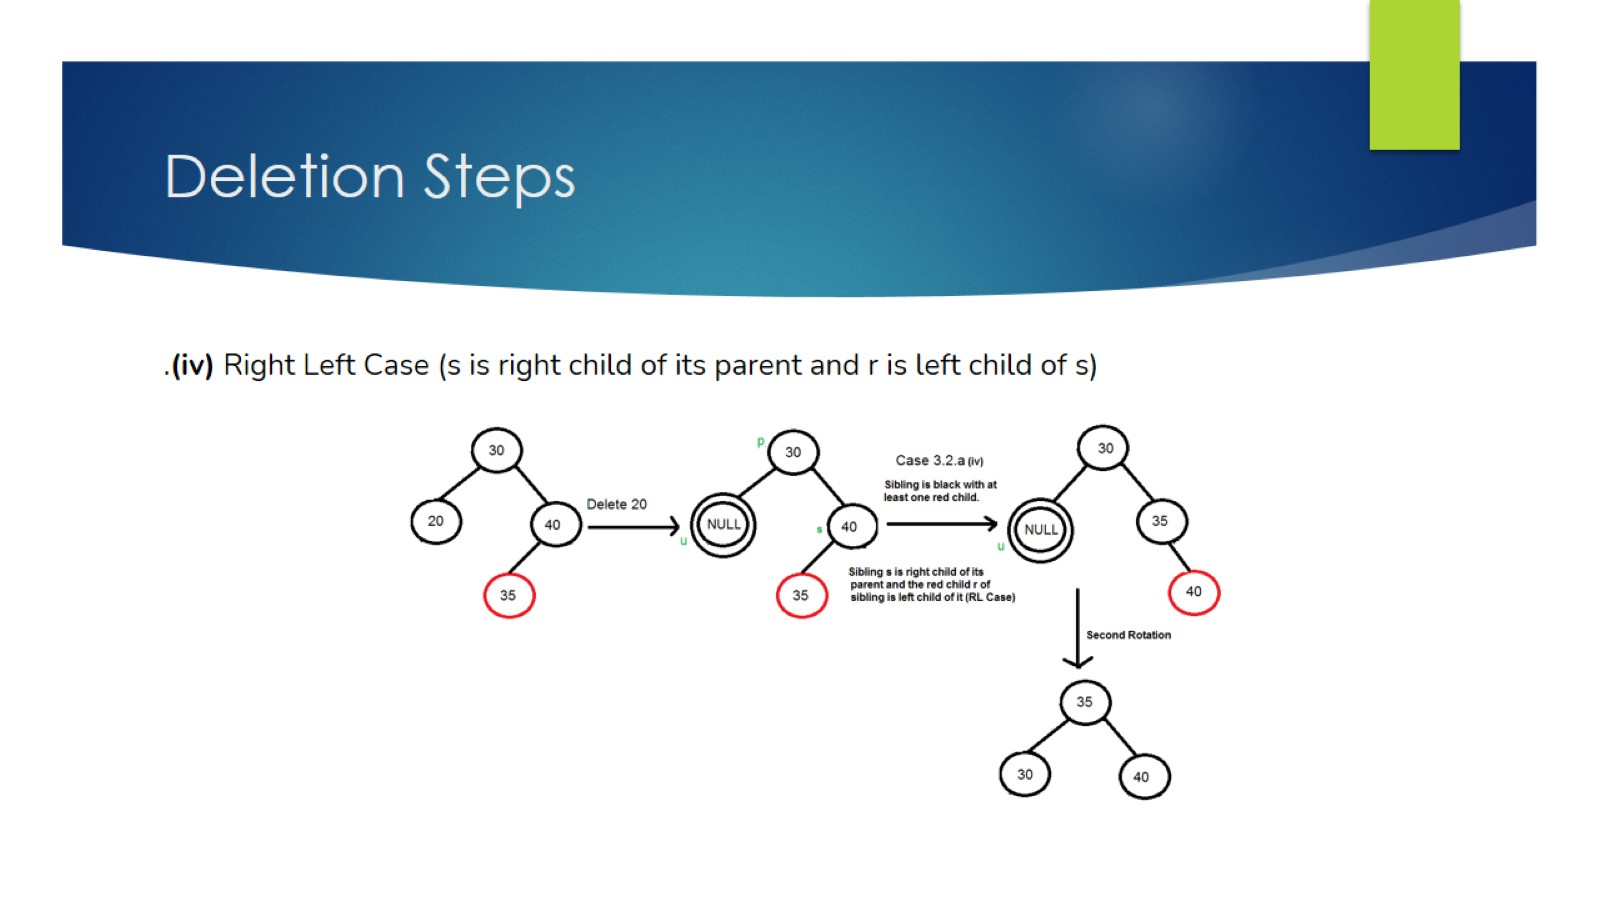 Deletion Steps
.(iv) Right Left Case (s is right child of its parent and r is left child of s)
30
20
40
35
Delete 20
p
30
NULL
u
s
40
35
Case 3.2.a (iv)
Sibling is black with at
least one red child.
Sibling s is right child of its
parent and the red child r of
sibling is left child of it (RL Case)
30
NULL
u
35
40
Second Rotation
35
30
40